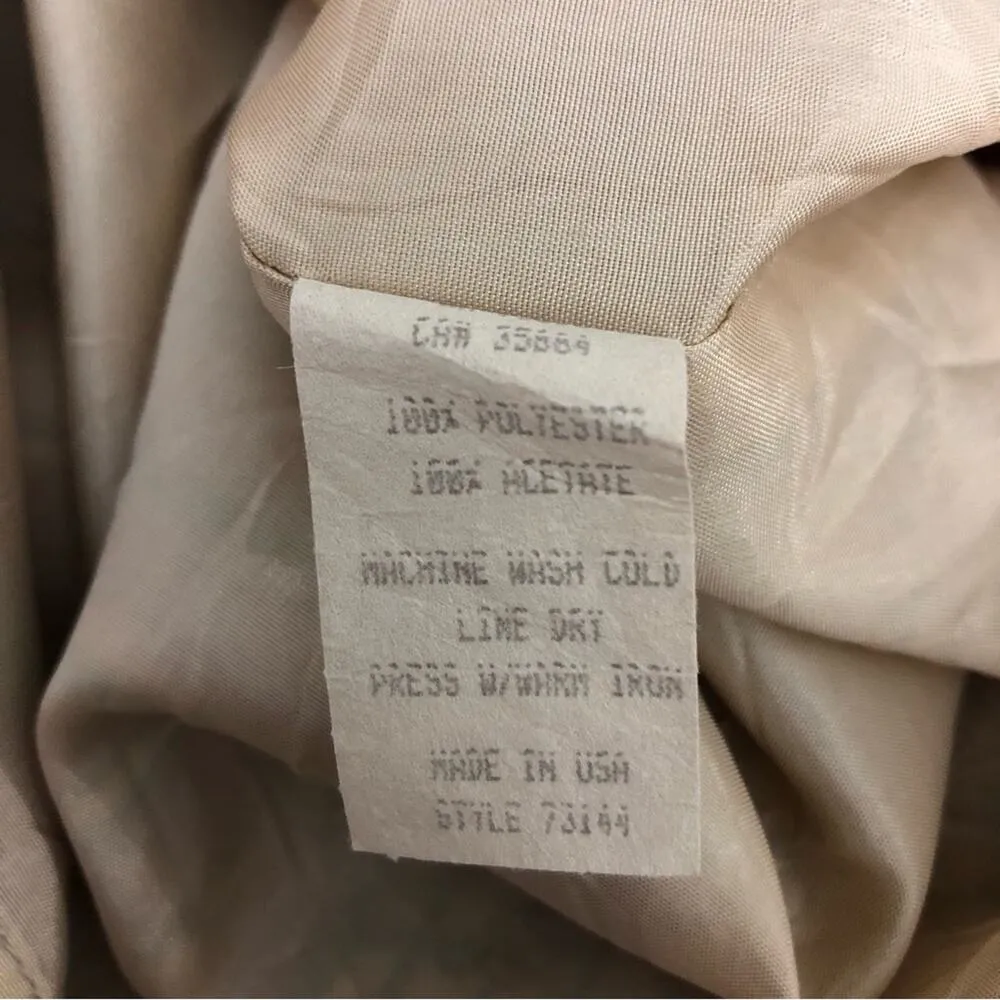 CA# 35684
100% POLYESTER
100% ACETATE
MACHINE WASH COLD
LINE DRY
PRESS W/WARM IRON
MADE IN USA
STYLE 73144